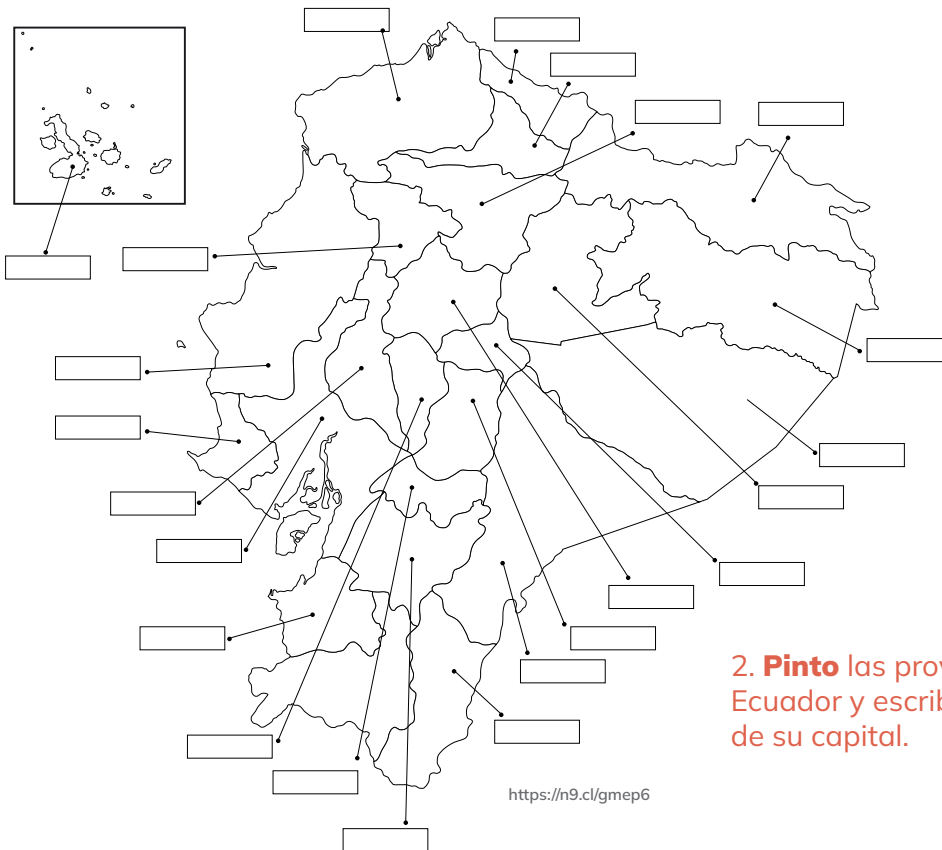 2. Pinto las prov
Ecuador y escrib
de su capital.
https://n9.cl/gmep6